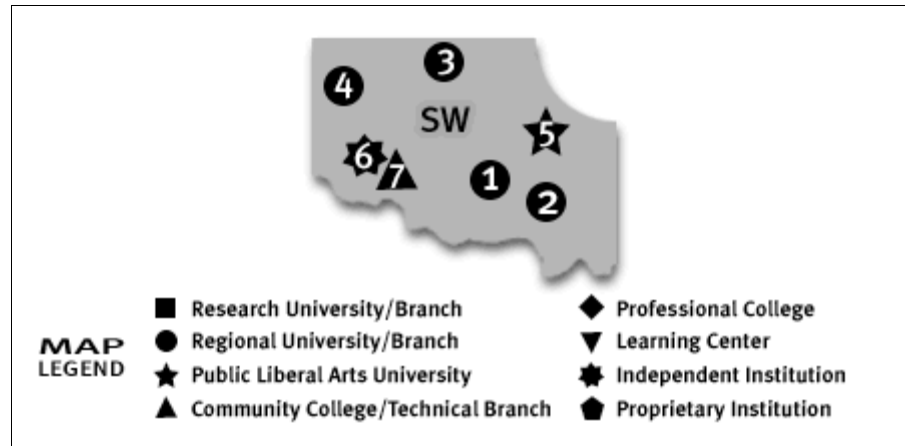 3
4
SW
5
6
7
1
2
MAP
LEGEND
Research University/Branch
Regional University/Branch
Public Liberal Arts University
Community College/Technical Branch
Professional College
Learning Center
Independent Institution
Proprietary Institution